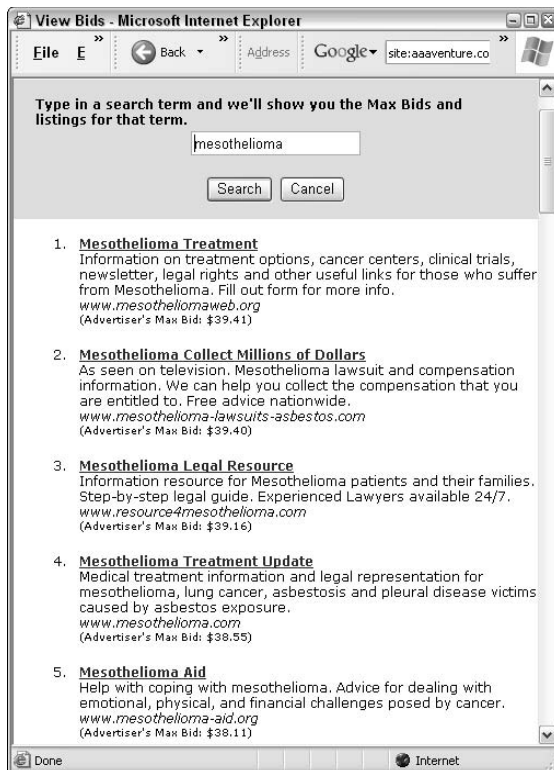 View Bids - Microsoft Internet Explorer
File E » Back » Address Google site:aaaventure.co »
Type in a search term and we'll show you the Max Bids and
listings for that term.
mesothelioma
Search Cancel
1. Mesothelioma Treatment
Information on treatment options, cancer centers, clinical trials,
newsletter, legal rights and other useful links for those who suffer
from Mesothelioma. Fill out form for more info.
www.mesotheliomaweb.org
(Advertiser's Max Bid: $39.41)
2. Mesothelioma Collect Millions of Dollars
As seen on television. Mesothelioma lawsuit and compensation
information. We can help you collect the compensation that you
are entitled to. Free advice nationwide.
www.mesothelioma-lawsuits-asbestos.com
(Advertiser's Max Bid: $39.40)
3. Mesothelioma Legal Resource
Information resource for Mesothelioma patients and their families.
Step-by-step legal guide. Experienced Lawyers available 24/7.
www.resource4mesothelioma.com
(Advertiser's Max Bid: $39.16)
4. Mesothelioma Treatment Update
Medical treatment information and legal representation for
mesothelioma, lung cancer, asbestosis and pleural disease victims
caused by asbestos exposure.
www.mesothelioma.com
(Advertiser's Max Bid: $38.55)
5. Mesothelioma Aid
Help with coping with mesothelioma. Advice for dealing with
emotional, physical, and financial challenges posed by cancer.
www.mesothelioma-aid.org
(Advertiser's Max Bid: $38.11)
Done Internet